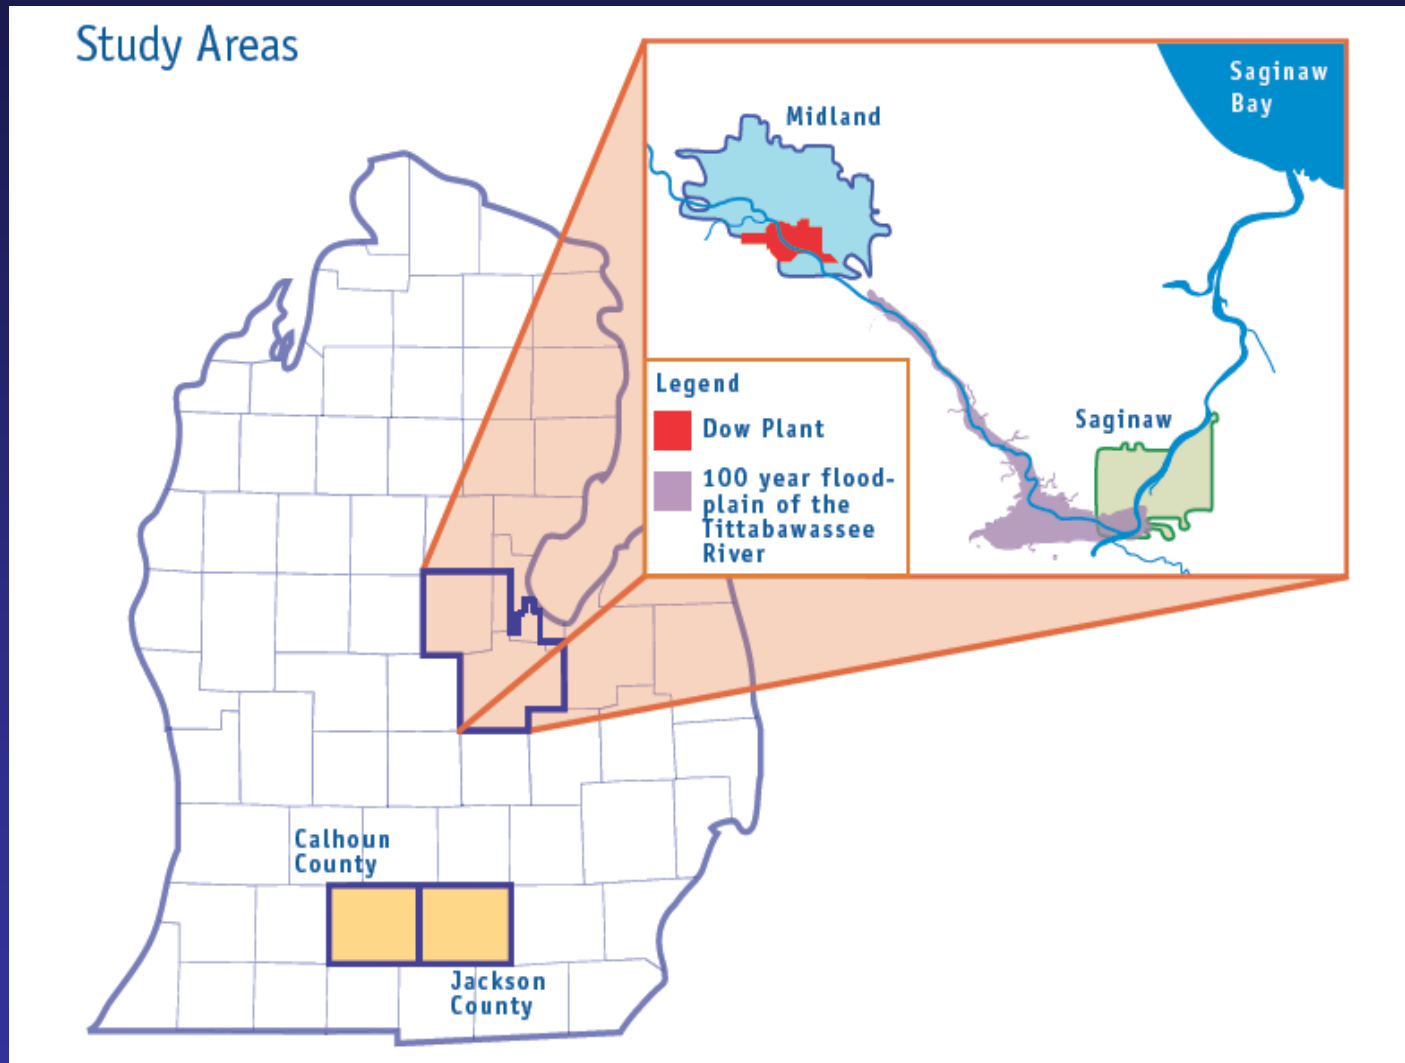 Study Areas
Saginaw
Bay
Midland
Legend
Dow Plant
100 year flood-
plain of the
Tittabawassee
River
Saginaw
Calhoun
County
Jackson
County